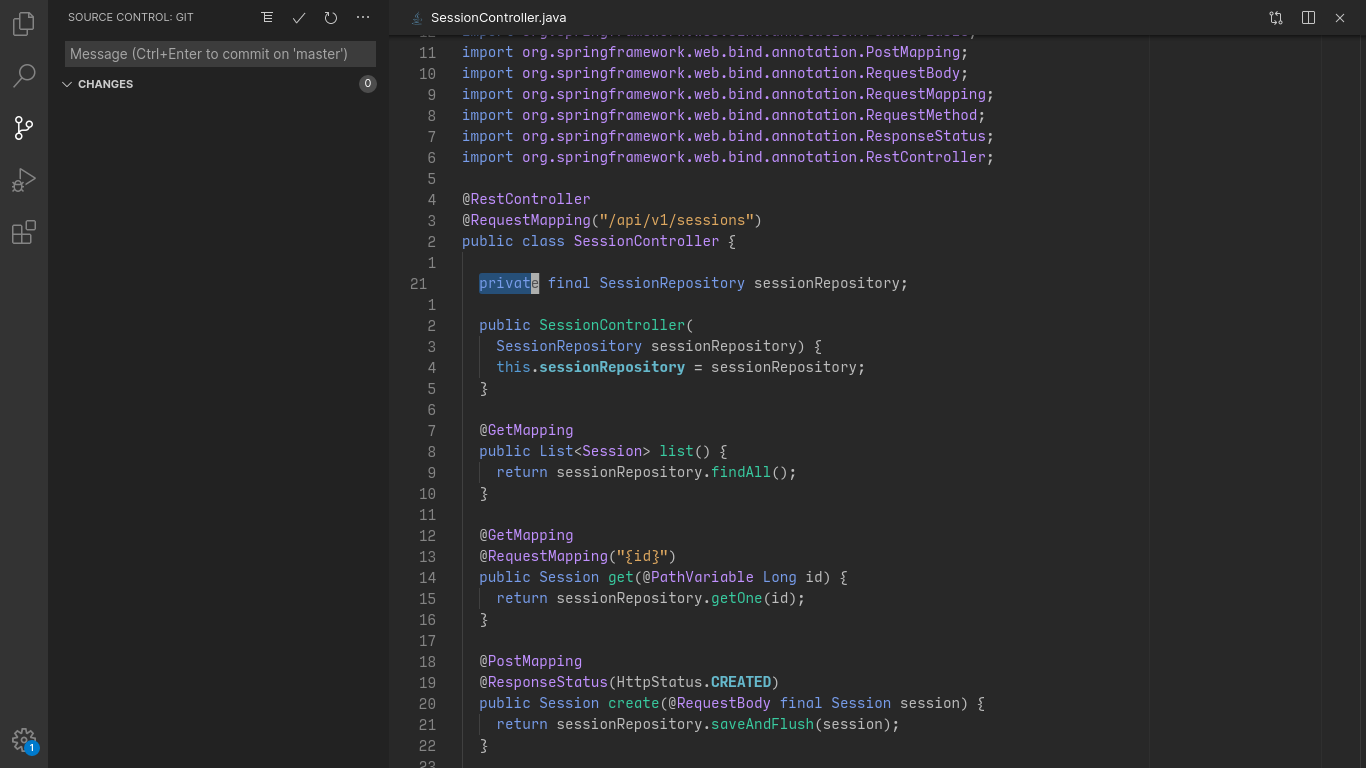 SOURCE CONTROL: GIT
Message (Ctrl+Enter to commit on 'master')
CHANGES
0
1
SessionController.java
11 import org.springframework.web.bind.annotation.PostMapping;
10 import org.springframework.web.bind.annotation.RequestBody;
9 import org.springframework.web.bind.annotation.RequestMapping;
8 import org.springframework.web.bind.annotation.RequestMethod;
7 import org.springframework.web.bind.annotation.ResponseStatus;
6 import org.springframework.web.bind.annotation.RestController;
5
4 @RestController
3 @RequestMapping("/api/v1/sessions")
2 public class SessionController {
1
21 private final SessionRepository sessionRepository;
1
2 public SessionController(
3 SessionRepository sessionRepository) {
4 this.sessionRepository = sessionRepository;
5 }
6
7 @GetMapping
8 public List<Session> list() {
9 return sessionRepository.findAll();
10 }
11
12 @GetMapping
13 @RequestMapping("{id}")
14 public Session get(@PathVariable Long id) {
15 return sessionRepository.getOne(id);
16 }
17
18 @PostMapping
19 @ResponseStatus(HttpStatus.CREATED)
20 public Session create(@RequestBody final Session session) {
21 return sessionRepository.saveAndFlush(session);
22 }
23